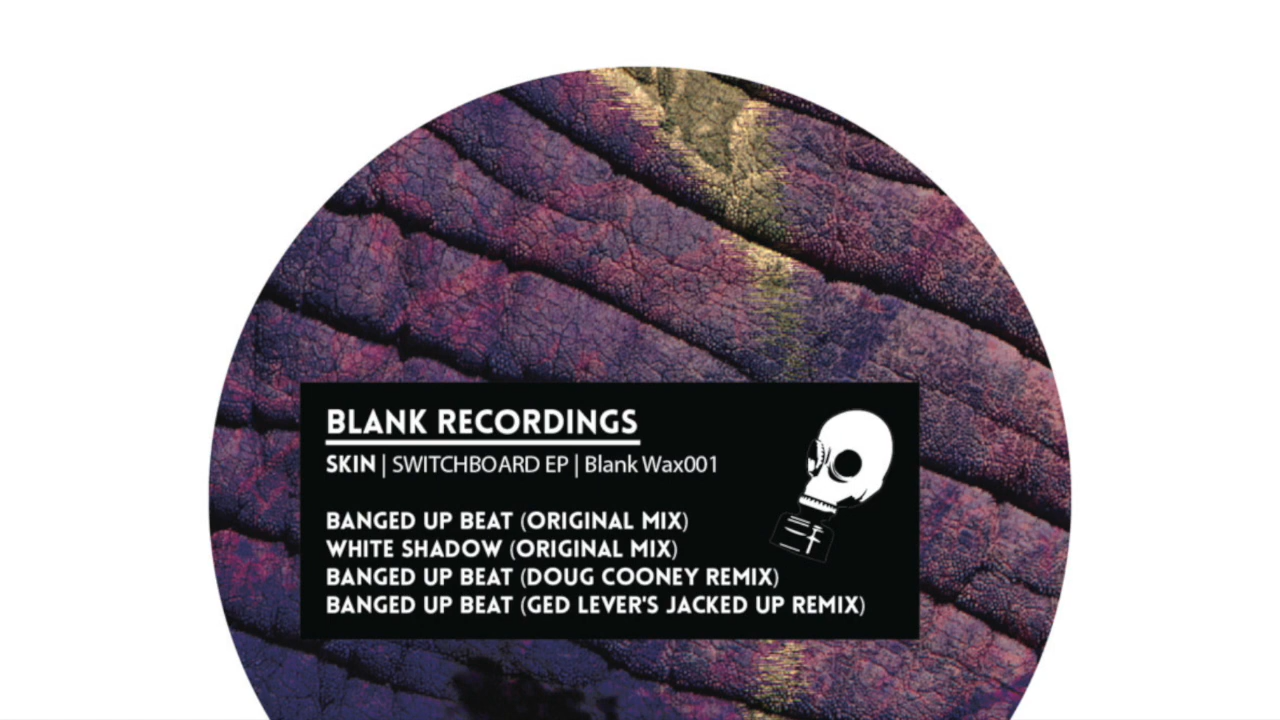 BLANK RECORDINGS
SKIN | SWITCHBOARD EP | Blank Wax001
BANGED UP BEAT (ORIGINAL MIX)
WHITE SHADOW (ORIGINAL MIX)
BANGED UP BEAT (DOUG COONEY REMIX)
BANGED UP BEAT (GED LEVER'S JACKED UP REMIX)